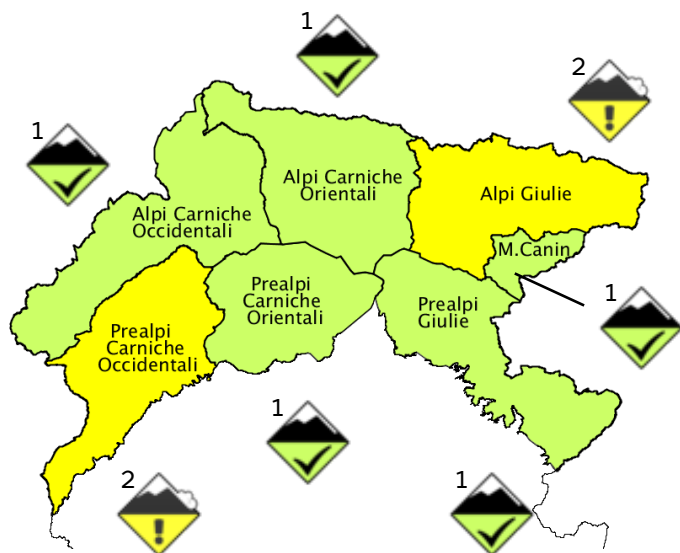 1
2
1
Alpi Carniche
Orientali
Alpi Giulie
Alpi Carniche
Occidentali
M.Canin
Prealpi
Carniche
Orientali
Prealpi
Giulie
1
Prealpi
Carniche
Occidentali
1
2
1